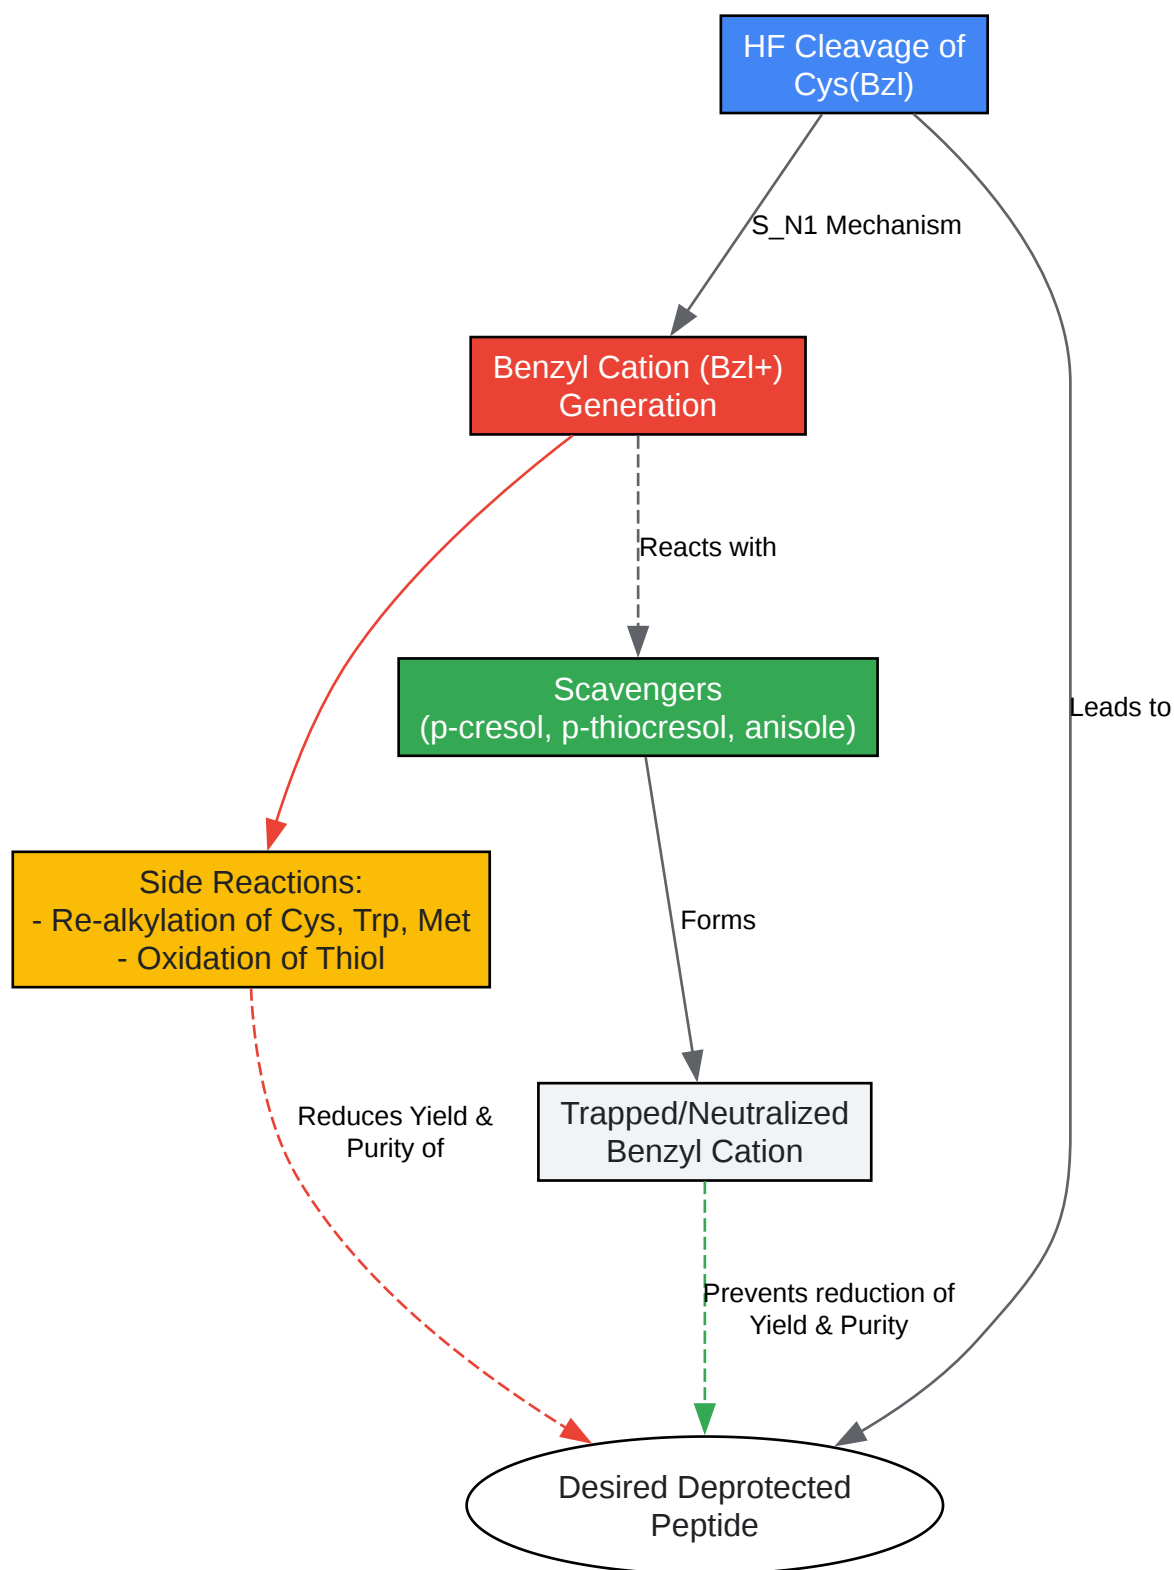 HF Cleavage of
Cys(Bzl)
S_N1 Mechanism
Benzyl Cation (Bzl+)
Generation
Reacts with
Scavengers
(p-cresol, p-thiocresol, anisole)
Leads to
Side Reactions:
- Re-alkylation of Cys, Trp, Met
- Oxidation of Thiol
Forms
Reduces Yield &
Purity of
Trapped/Neutralized
Benzyl Cation
Prevents reduction of
Yield & Purity
Desired Deprotected
Peptide